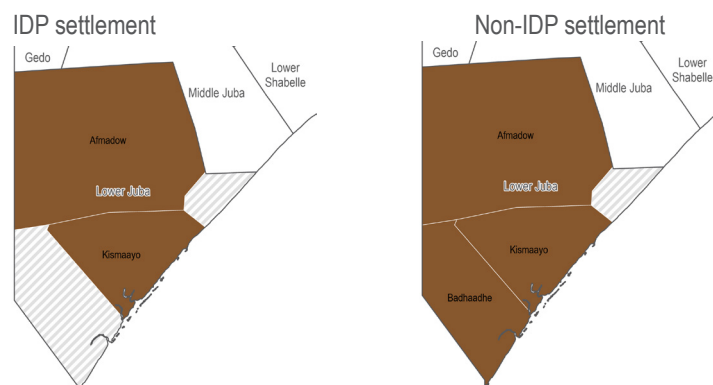 IDP settlement
Gedo
Middle Juba
Lower
Shabelle
Afmadow
Lower Juba
Kismaayo
Non-IDP settlement
Gedo
Middle Juba
Lower
Shabelle
Afmadow
Lower Juba
Kismaayo
Badhaadhe